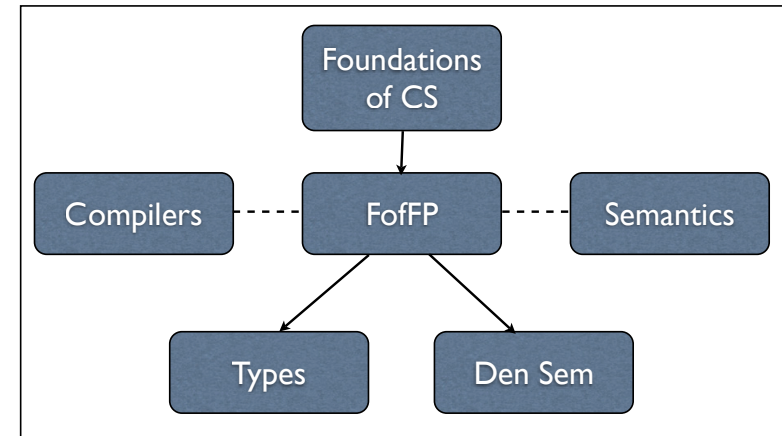 Foundations
of CS
Compilers
FofFP
Semantics
Types
Den Sem